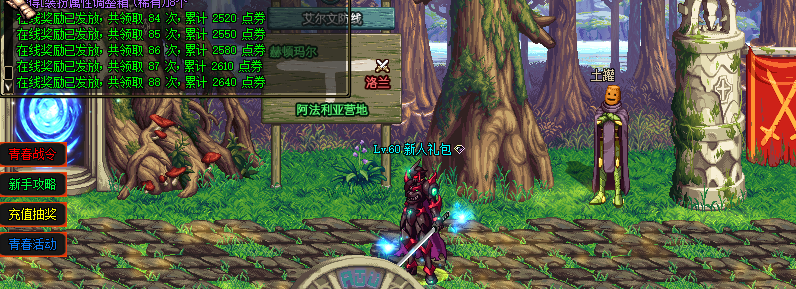 得[装扮属性调整箱(稀有)]8个
在线奖励已发放, 共领取 84 次, 累计 2520 点券
在线奖励已发放, 共领取 85 次, 累计 2550 点券
在线奖励已发放, 共领取 86 次, 累计 2580 点券
在线奖励已发放, 共领取 87 次, 累计 2610 点券
在线奖励已发放, 共领取 88 次, 累计 2640 点券
艾尔文防线
赫顿玛尔
洛兰
阿法利亚营地
土罐
Lv.60 新人礼包
青春战令
新手攻略
充值抽奖
青春活动